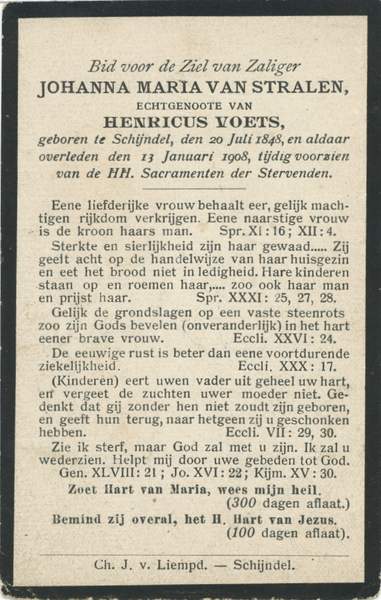 Bid voor de Ziel van Zaliger
JOHANNA MARIA VAN STRALEN,
ECHTGENOOTE VAN
HENRICUS VOETS,
geboren te Schijndel, den 20 Juli 1848, en aldaar
overleden den 13 Januari 1908, tijdig voorzien
van de HH. Sacramenten der Stervenden.
Eene liefderijke vrouw behaalt eer, gelijk mach-
tigen rijkdom verkrijgen. Eene naarstige vrouw
is de kroon haars man. Spr. XI : 16 ; XII : 4.
Sterkte en sierlijkheid zijn haar gewaad..... Zij
geelt acht op de handelwijze van haar huisgezin
en eet het brood niet in ledigheid. Hare kinderen
staan op en roemen haar,.... zoo ook haar man
en prijst haar. Spr. XXXI : 25, 27, 28.
Gelijk de grondslagen op een vaste steenrots
zoo zijn Gods bevelen (onveranderlijk) in het hart
eener brave vrouw. Eccli. XXVI : 24.
De eeuwige rust is beter dan eene voortdurende
ziekelijkheid. Eccli. XXX : 17.
(Kinderen) eert uwen vader uit geheel uw hart,
en vergeet de zuchten uwer moeder niet. Ge-
denkt dat gij zonder hen niet zoudt zijn geboren,
en geeft hun terug, naar hetgeen zij u geschonken
hebben. Eccli. VII : 29, 30.
Zie ik sterf, maar God zal met u zijn. Ik zal u
wederzien. Helpt mij door uwe gebeden tot God.
Gen. XLVIII : 21 ; Jo. XVI : 22 ; Kijm. XV : 30.
Zoet Hart van Maria, wees mijn heil.
(300 dagen aflaat.)
Bemind zij overal, het H. Hart van Jezus.
(100 dagen aflaat).
Ch. J. v. Liempd. — Schijndel.